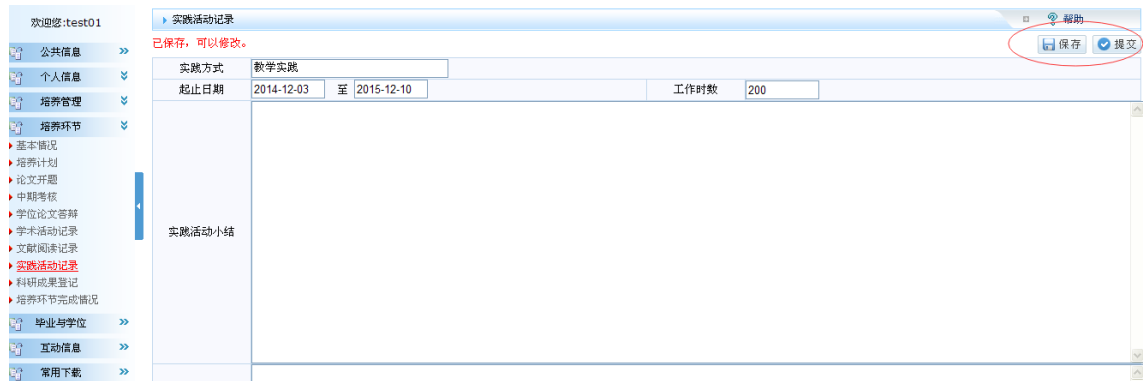 欢迎您:test01
公共信息
个人信息
培养管理
培养环节
基本情况
培养计划
论文开题
中期考核
学位论文答辩
学术活动记录
文献阅读记录
实践活动记录
科研成果登记
培养环节完成情况
毕业与学位
互动信息
常用下载
实践活动记录
帮助
已保存，可以修改。
保存 提交
实践方式 教学实践
起止日期 2014-12-03 至 2015-12-10 工作时数 200
实践活动小结